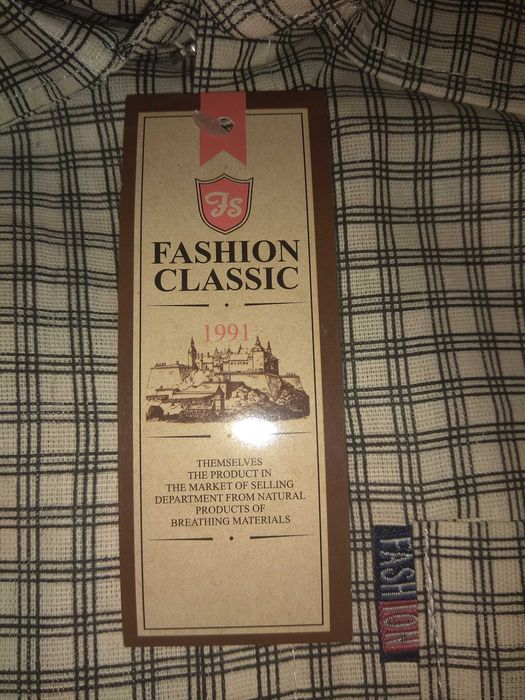 FS
FASHION
CLASSIC
1991
THEMSELVES
THE PRODUCT IN
THE MARKET OF SELLING
DEPARTMENT FROM NATURAL
PRODUCTS OF
BREATHING MATERIALS
FASHION